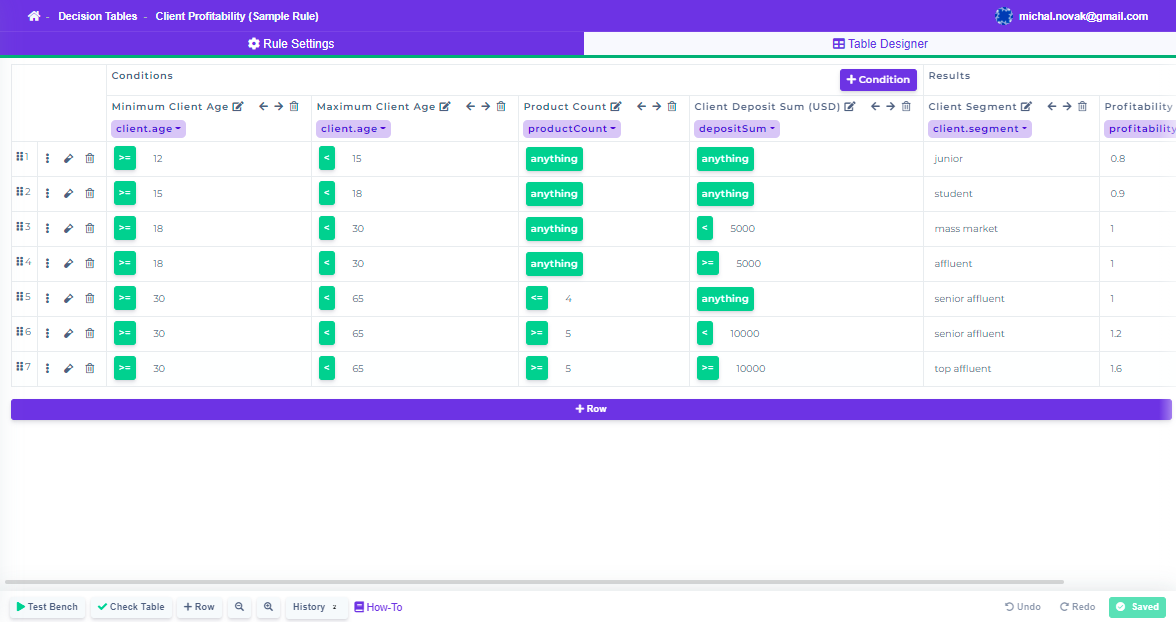 - Decision Tables - Client Profitability (Sample Rule) michal.novak@gmail.com
Rule Settings Table Designer
Conditions + Condition Results
Minimum Client Age Maximum Client Age Product Count Client Deposit Sum (USD) Client Segment Profitability
client.age client.age productCount depositSum client.segment profitability
1 >= 12 < 15 anything anything junior 0.8
2 >= 15 < 18 anything anything student 0.9
3 >= 18 < 30 anything < 5000 mass market 1
4 >= 18 < 30 anything >= 5000 affluent 1
5 >= 30 < 65 <= 4 anything senior affluent 1
6 >= 30 < 65 >= 5 < 10000 senior affluent 1.2
7 >= 30 < 65 >= 5 >= 10000 top affluent 1.6
+ Row
Test Bench Check Table + Row History 2 How-To Undo Redo Saved